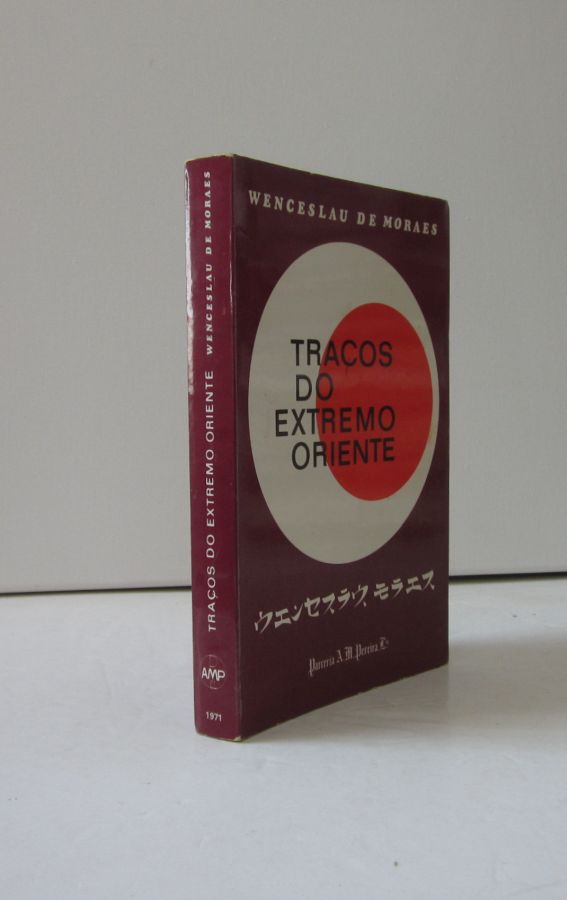 WENCESLAU DE MORAES
TRAÇOS
DO
EXTREMO
ORIENTE
ウエンセスラウ モラエス
Parceria A. M. Pereira Lda
TRAÇOS DO EXTREMO ORIENTE WENCESLAU DE MORAES
AMP
1971